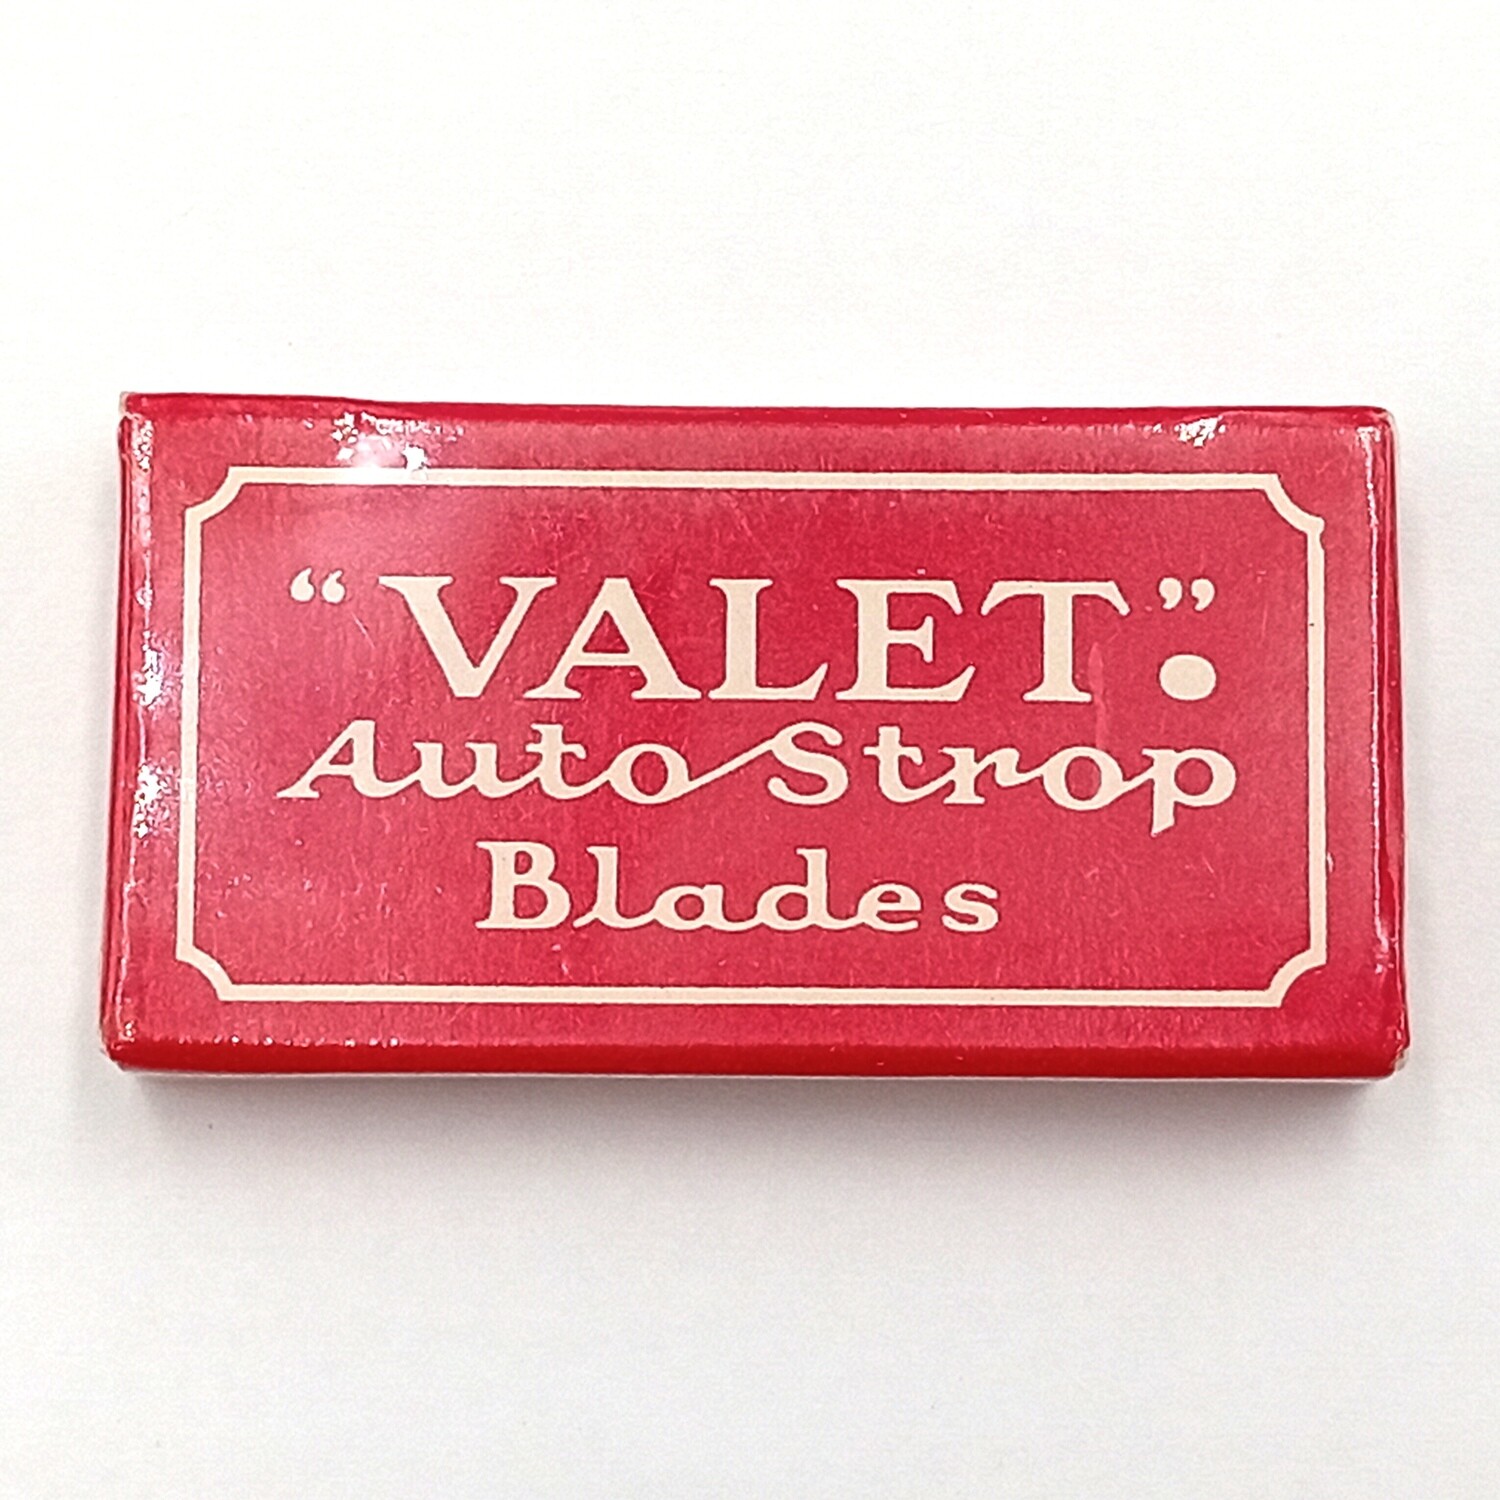 “VALET”.
Auto Strop
Blades